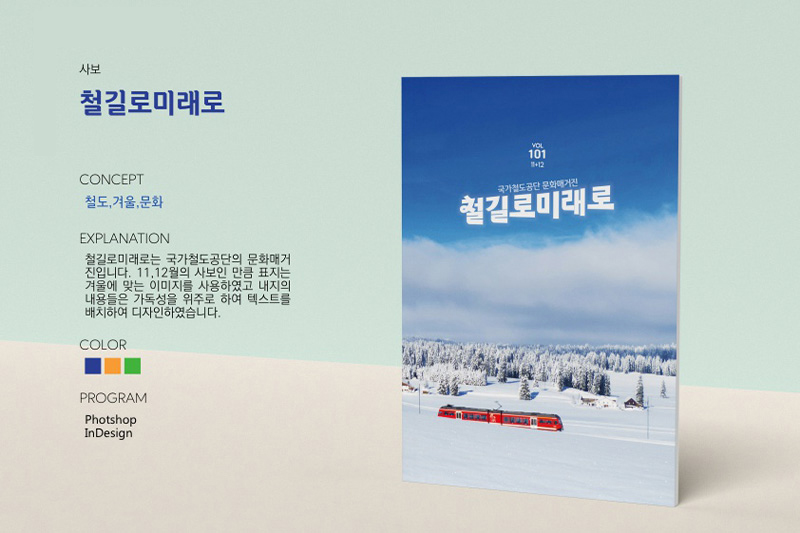 사보
철길로미래로
CONCEPT
철도,겨울,문화
EXPLANATION
철길로미래로는 국가철도공단의 문화매거
진입니다. 11,12월의 사보인 만큼 표지는
겨울에 맞는 이미지를 사용하였고 내지의
내용들은 가독성을 위주로 하여 텍스트를
배치하여 디자인하였습니다.
COLOR
PROGRAM
Photshop
InDesign
VOL
101
11+12
국가철도공단 문화매거진
철길로미래로